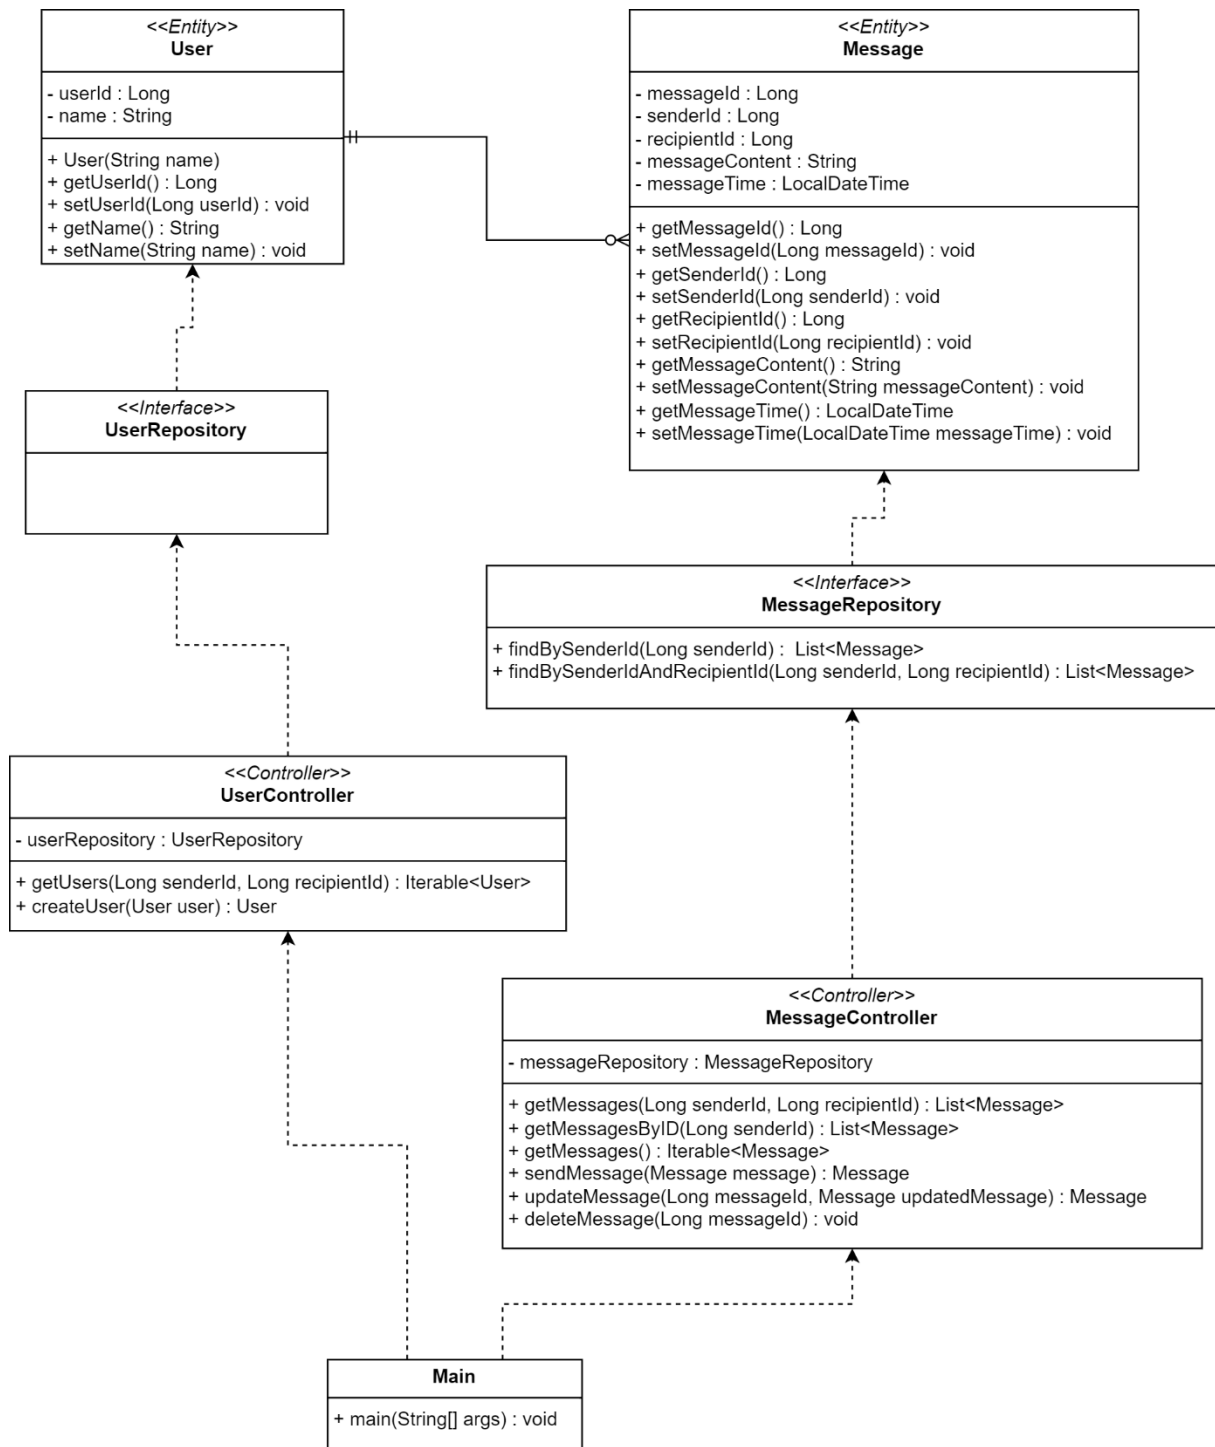 <<Entity>>
User
- userId : Long
- name : String
+ User(String name)
+ getUserId() : Long
+ setUserId(Long userId) : void
+ getName() : String
+ setName(String name) : void
<<Entity>>
Message
- messageId : Long
- senderId : Long
- recipientId : Long
- messageContent : String
- messageTime : LocalDateTime
+ getMessageId() : Long
+ setMessageId(Long messageId) : void
+ getSenderId() : Long
+ setSenderId(Long senderId) : void
+ getRecipientId() : Long
+ setRecipientId(Long recipientId) : void
+ getMessageContent() : String
+ setMessageContent(String messageContent) : void
+ getMessageTime() : LocalDateTime
+ setMessageTime(LocalDateTime messageTime) : void
<<Interface>>
UserRepository
<<Interface>>
MessageRepository
+ findBySenderId(Long senderId) : List<Message>
+ findBySenderIdAndRecipientId(Long senderId, Long recipientId) : List<Message>
<<Controller>>
UserController
- userRepository : UserRepository
+ getUsers(Long senderId, Long recipientId) : Iterable<User>
+ createUser(User user) : User
<<Controller>>
MessageController
- messageRepository : MessageRepository
+ getMessages(Long senderId, Long recipientId) : List<Message>
+ getMessagesByID(Long senderId) : List<Message>
+ getMessages() : Iterable<Message>
+ sendMessage(Message message) : Message
+ updateMessage(Long messageId, Message updatedMessage) : Message
+ deleteMessage(Long messageId) : void
Main
+ main(String[] args) : void